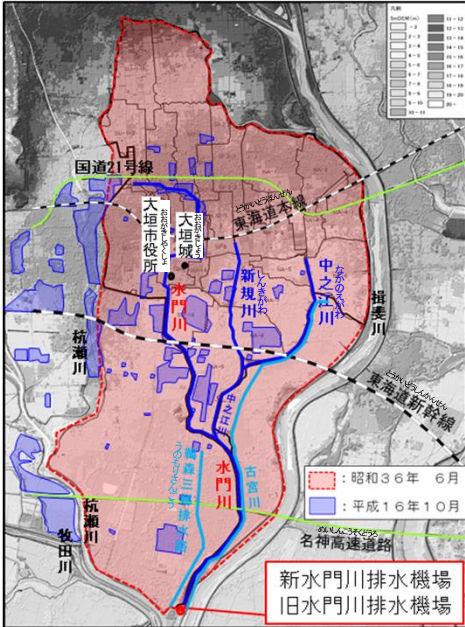 凡例
5mDEM(m)
国道21号線
とうかいどうほんせん
東海道本線
おおがきしやくしょ
大垣市役所
おおがきじょう
大垣城
水門川
新規川
しんきがわ
中之江川
なかのえがわ
揖斐川
杭瀬川
とうかいどうしんかんせん
東海道新幹線
中之江川
水門川
古宮川
杭瀬川
牧田川
：昭和36年 6月
：平成16年10月
めいしんこうそくどうろ
名神高速道路
新水門川排水機場
旧水門川排水機場